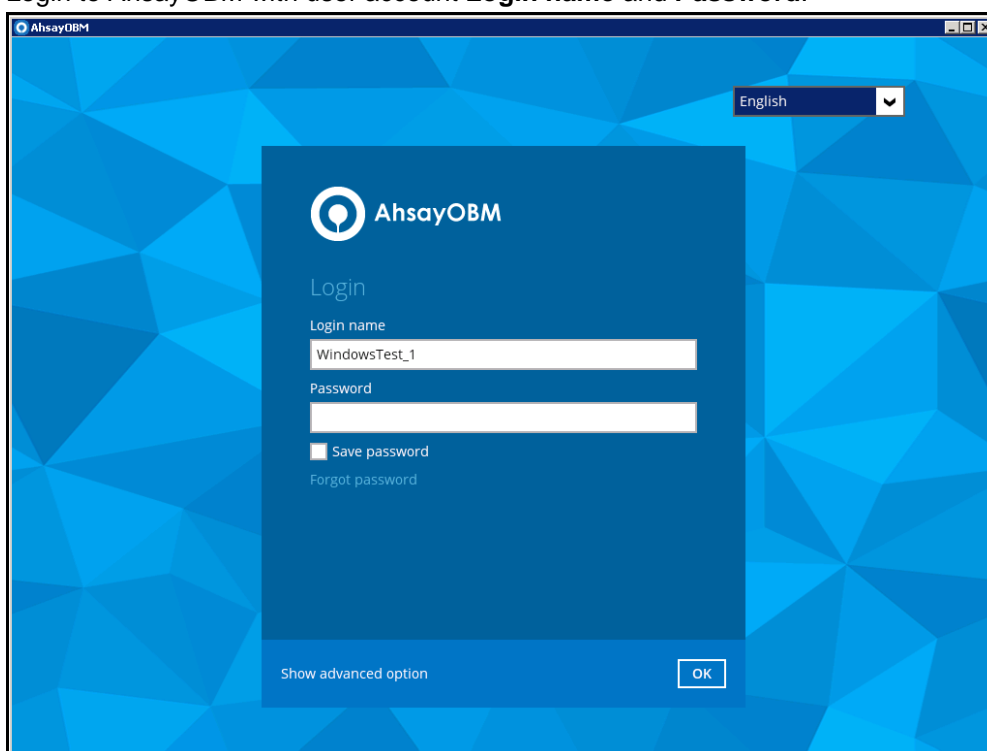 Login to AhsayOBM with user account Login name and Password.
AhsayOBM
English
AhsayOBM
Login
Login name
WindowsTest_1
Password
Save password
Forgot password
Show advanced option
OK